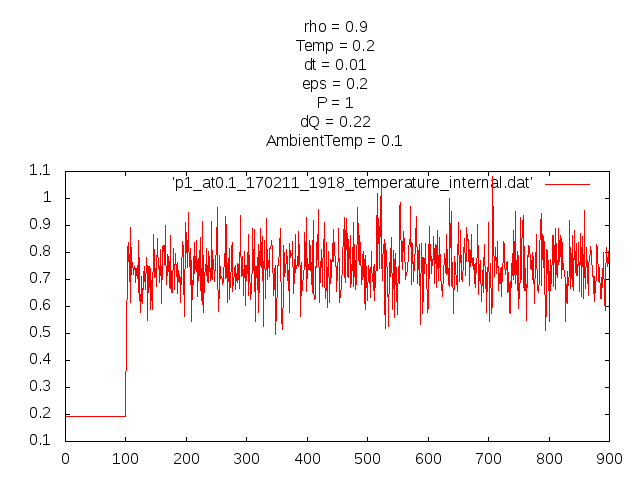 rho = 0.9
Temp = 0.2
dt = 0.01
eps = 0.2
P = 1
dQ = 0.22
AmbientTemp = 0.1
'p1_at0.1_170211_1918_temperature_internal.dat'
1.1
1
0.9
0.8
0.7
0.6
0.5
0.4
0.3
0.2
0.1
0 100 200 300 400 500 600 700 800 900